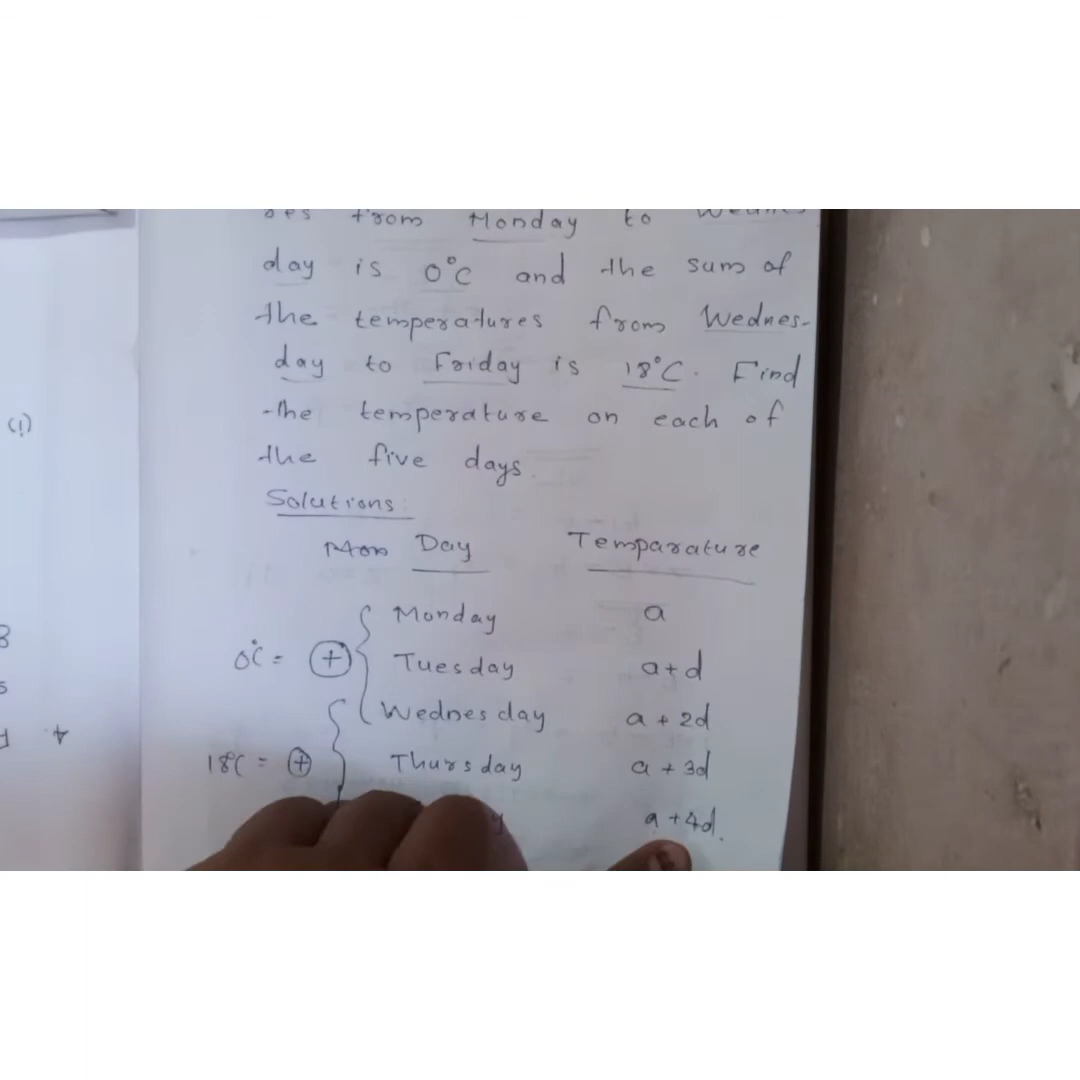 from Monday to
day is 0°C and the sum of
the temperatures from Wednes-
day to Friday is 18°C. Find
the temperature on each of
the five days.
Solutions:
Day Temparature
Monday a
0°C = + Tuesday a+d
Wednesday a + 2d
18°C = + Thursday a + 3d
a + 4d.
(1)